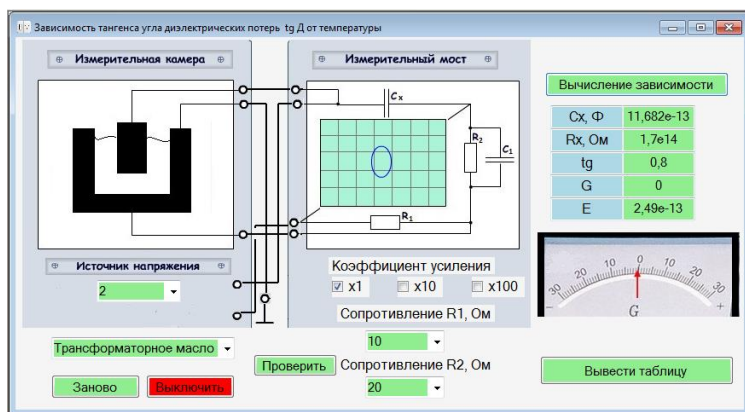 Зависимость тангенса угла диэлектрических потерь tg Д от температуры
Измерительная камера
Измерительный мост
Cx
R2
C1
R1
Источник напряжения
2
Коэффициент усиления
x1 x10 x100
Сопротивление R1, Ом
10
Трансформаторное масло
Проверить
Сопротивление R2, Ом
20
Заново
Выключить
Вычисление зависимости
Cx, Ф 11,682e-13
Rx, Ом 1,7e14
tg 0,8
G 0
E 2,49e-13
30 20 10 0 10 20 30
− G +
Вывести таблицу